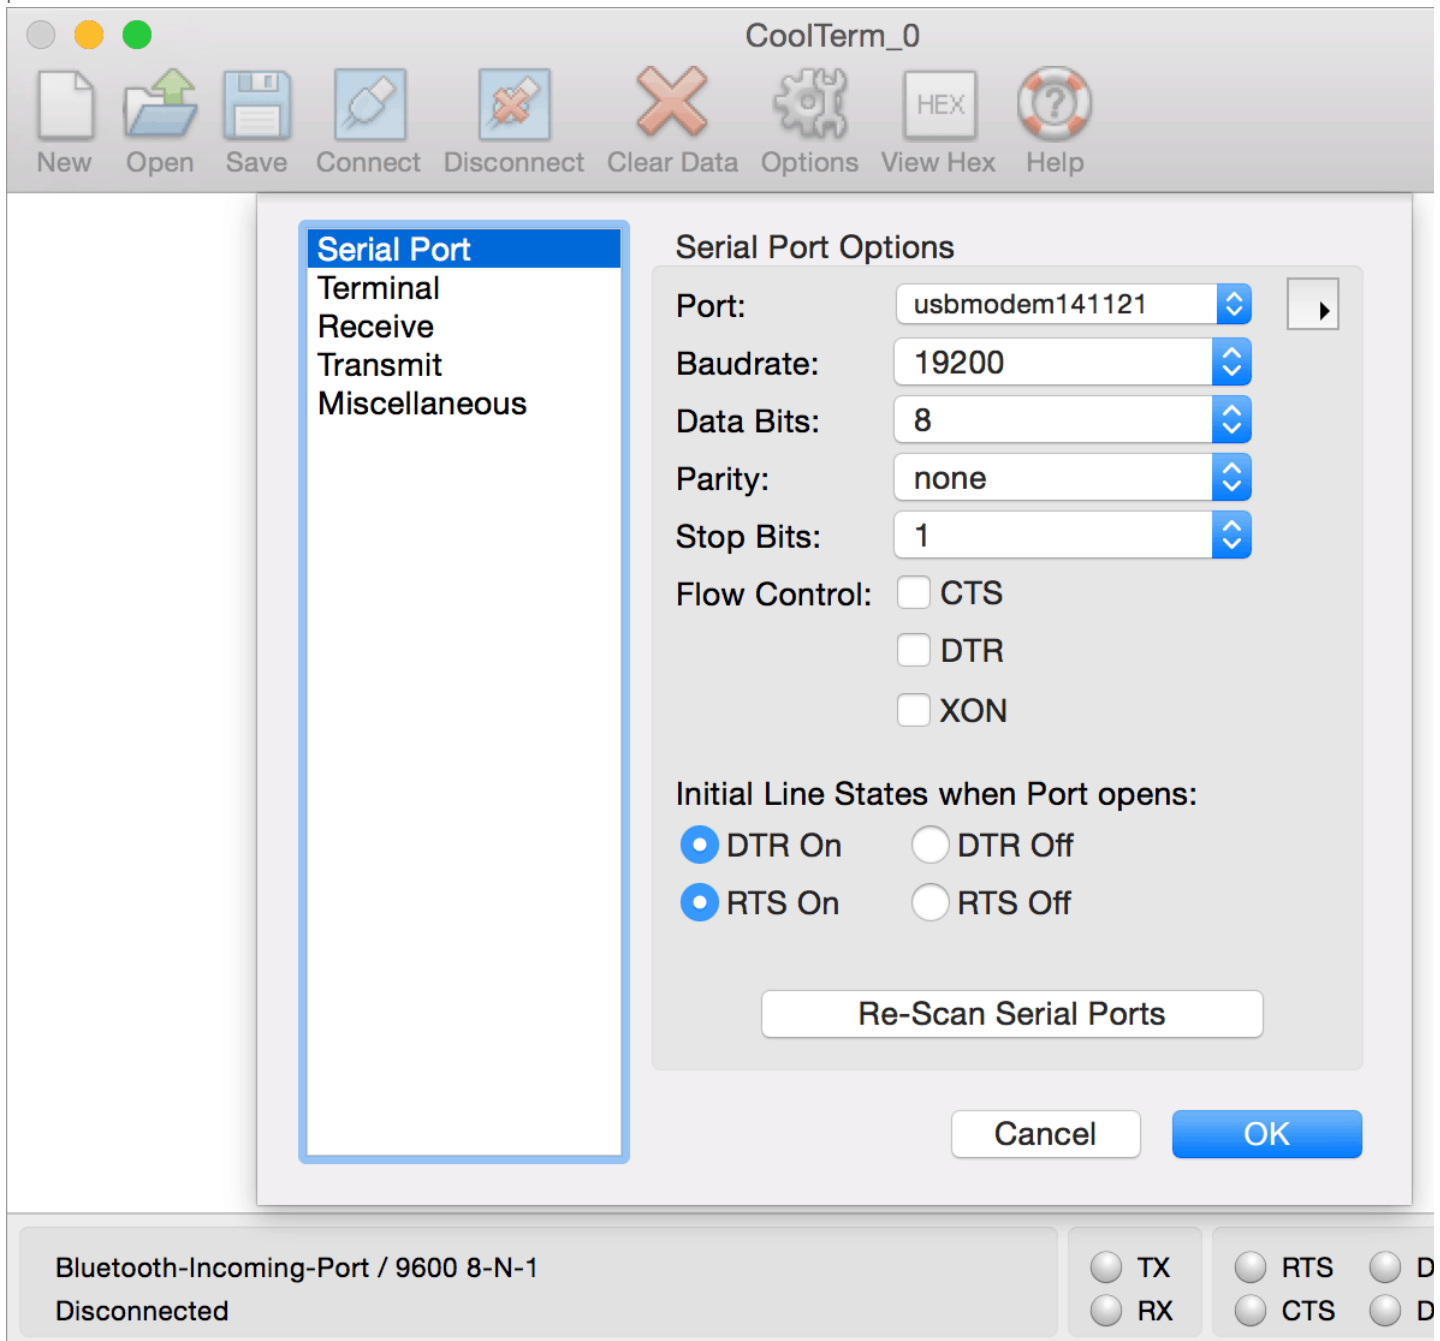 CoolTerm_0
HEX
?
New Open Save Connect Disconnect Clear Data Options View Hex Help
Serial Port
Terminal
Receive
Transmit
Miscellaneous
Serial Port Options
Port: usbmodem141121
Baudrate: 19200
Data Bits: 8
Parity: none
Stop Bits: 1
Flow Control: CTS
DTR
XON
Initial Line States when Port opens:
DTR On DTR Off
RTS On RTS Off
Re-Scan Serial Ports
Cancel OK
Bluetooth-Incoming-Port / 9600 8-N-1 TX RTS D
Disconnected RX CTS D